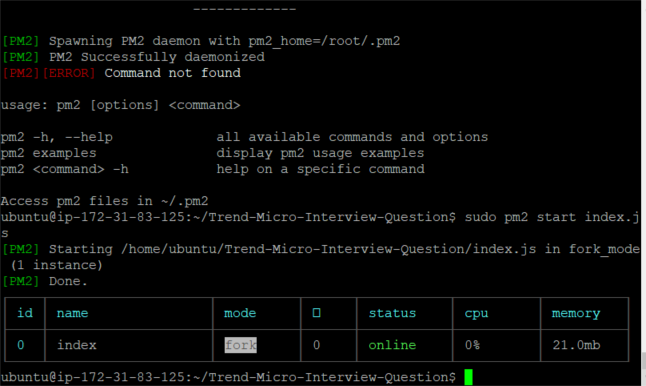 -------------
[PM2] Spawning PM2 daemon with pm2_home=/root/.pm2
[PM2] PM2 Successfully daemonized
[PM2][ERROR] Command not found
usage: pm2 [options] <command>
pm2 -h, --help all available commands and options
pm2 examples display pm2 usage examples
pm2 <command> -h help on a specific command
Access pm2 files in ~/.pm2
ubuntu@ip-172-31-83-125:~/Trend-Micro-Interview-Question$ sudo pm2 start index.j
s
[PM2] Starting /home/ubuntu/Trend-Micro-Interview-Question/index.js in fork_mode
(1 instance)
[PM2] Done.
id name mode □ status cpu memory
0 index fork 0 online 0% 21.0mb
ubuntu@ip-172-31-83-125:~/Trend-Micro-Interview-Question$